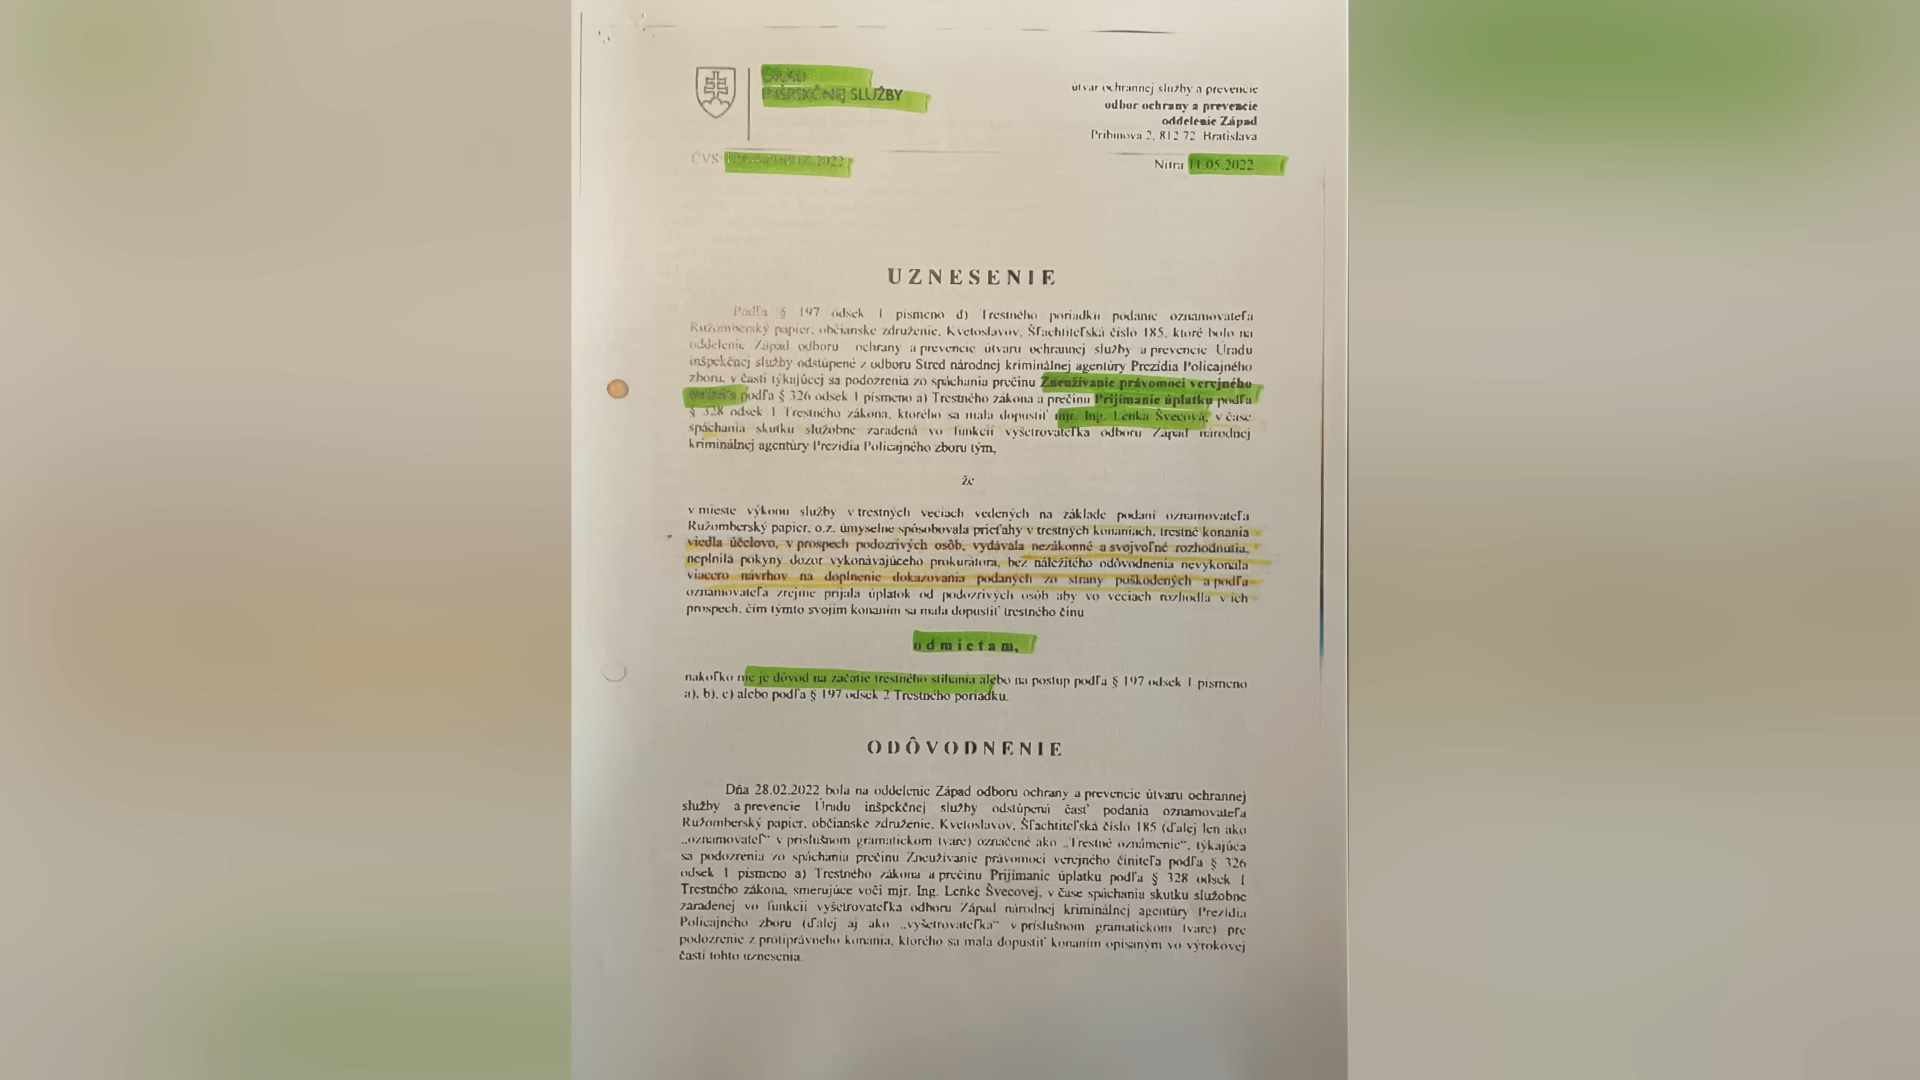 ÚRAD
INŠPEKČNEJ SLUŽBY
útvar ochrannej služby a prevencie
odbor ochrany a prevencie
oddelenie Západ
Pribinova 2, 812 72 Bratislava
ČVS:
Nitra 11.05.2022
UZNESENIE
Podľa § 197 odsek 1 písmeno d) Trestného poriadku podanie oznamovateľa
Ružomberský papier, občianske združenie, Kvetoslavov, Šľachtiteľská číslo 185, ktoré bolo na
oddelenie Západ odboru ochrany a prevencie útvaru ochrannej služby a prevencie Úradu
inšpekčnej služby odstúpené z odboru Stred národnej kriminálnej agentúry Prezídia Policajného
zboru, v časti týkajúcej sa podozrenia zo spáchania prečinu Zneužívanie právomoci verejného
podľa § 326 odsek 1 písmeno a) Trestného zákona a prečinu Prijímanie úplatku podľa
§ 328 odsek 1 Trestného zákona, ktorého sa mala dopustiť mjr. Ing. Lenka Švecová, v čase
spáchania skutku služobne zaradená vo funkcii vyšetrovateľka odboru Západ národnej
kriminálnej agentúry Prezídia Policajného zboru tým,
že
v mieste výkonu služby v trestných veciach vedených na základe podaní oznamovateľa
Ružomberský papier, o.z. úmyselne spôsobovala prieťahy v trestných konaniach, trestné konania
viedla účelovo, v prospech podozrivých osôb, vydávala nezákonné a svojvoľné rozhodnutia,
neplnila pokyny dozor vykonávajúceho prokurátora, bez náležitého odôvodnenia nevykonala
viacero návrhov na doplnenie dokazovania podaných zo strany poškodených a podľa
oznamovateľa zrejme prijala úplatok od podozrivých osôb aby vo veciach rozhodla v ich
prospech, čím týmto svojim konaním sa mala dopustiť trestného činu
odmietam,
nakoľko nie je dôvod na začatie trestného stíhania alebo na postup podľa § 197 odsek 1 písmeno
a), b), c) alebo podľa § 197 odsek 2 Trestného poriadku.
ODÔVODNENIE
Dňa 28.02.2022 bola na oddelenie Západ odboru ochrany a prevencie útvaru ochrannej
služby a prevencie Úradu inšpekčnej služby odstúpená časť podania oznamovateľa
Ružomberský papier, občianske združenie, Kvetoslavov, Šľachtiteľská číslo 185 (ďalej len ako
„oznamovateľ“ v príslušnom gramatickom tvare) označené ako „Trestné oznámenie“, týkajúca
sa podozrenia zo spáchania prečinu Zneužívanie právomoci verejného činiteľa podľa § 326
odsek 1 písmeno a) Trestného zákona a prečinu Prijímanie úplatku podľa § 328 odsek 1
Trestného zákona, smerujúce voči mjr. Ing. Lenke Švecovej, v čase spáchania skutku služobne
zaradenej vo funkcii vyšetrovateľka odboru Západ národnej kriminálnej agentúry Prezídia
Policajného zboru (ďalej aj ako „vyšetrovateľka“ v príslušnom gramatickom tvare) pre
podozrenie z protiprávneho konania, ktorého sa mala dopustiť konaním opísaným vo výrokovej
časti tohto uznesenia.